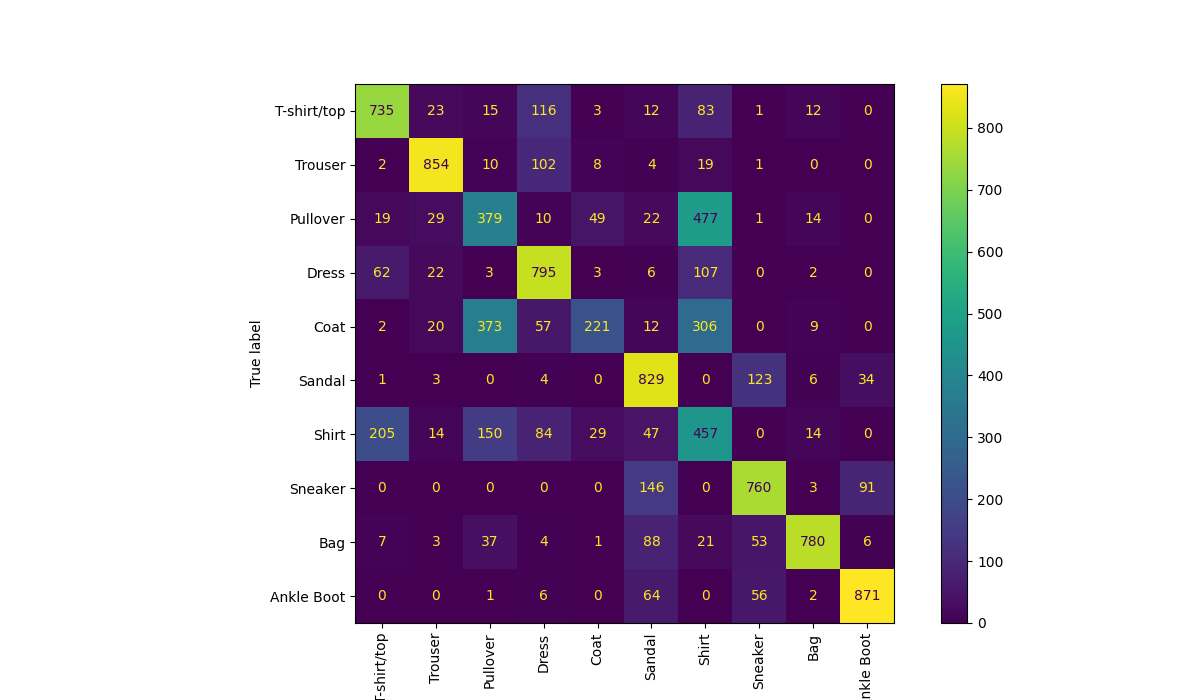 T-shirt/top 735 23 15 116 3 12 83 1 12 0
Trouser 2 854 10 102 8 4 19 1 0 0
Pullover 19 29 379 10 49 22 477 1 14 0
Dress 62 22 3 795 3 6 107 0 2 0
Coat 2 20 373 57 221 12 306 0 9 0
Sandal 1 3 0 4 0 829 0 123 6 34
Shirt 205 14 150 84 29 47 457 0 14 0
Sneaker 0 0 0 0 0 146 0 760 3 91
Bag 7 3 37 4 1 88 21 53 780 6
Ankle Boot 0 0 1 6 0 64 0 56 2 871
True label
T-shirt/top Trouser Pullover Dress Coat Sandal Shirt Sneaker Bag nkle Boot
800
700
600
500
400
300
200
100
0